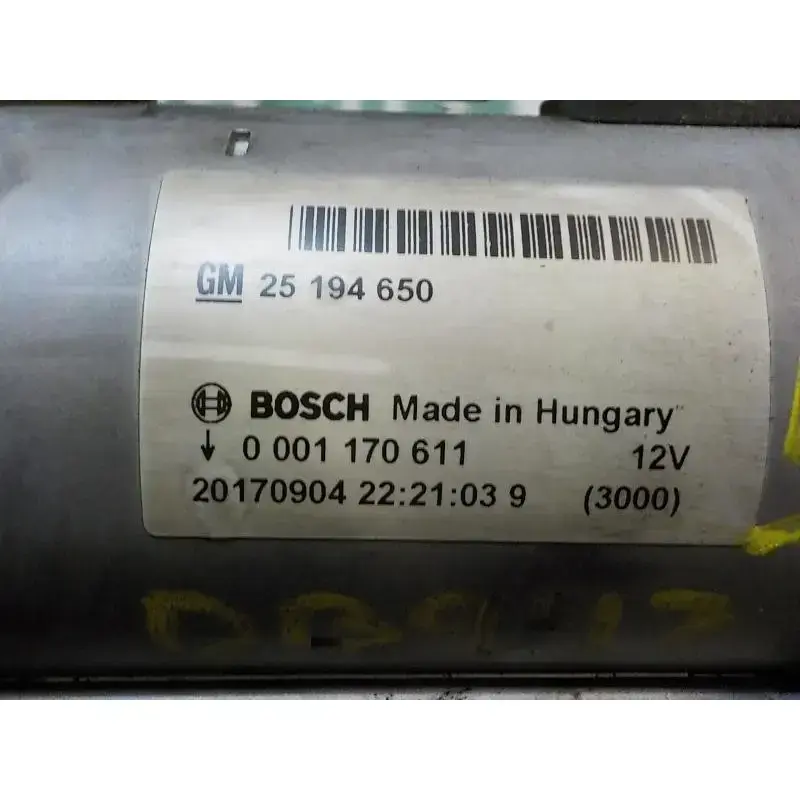 GM 25 194 650
BOSCH Made in Hungary
↓ 0 001 170 611 12V
20170904 22:21:03 9 (3000)